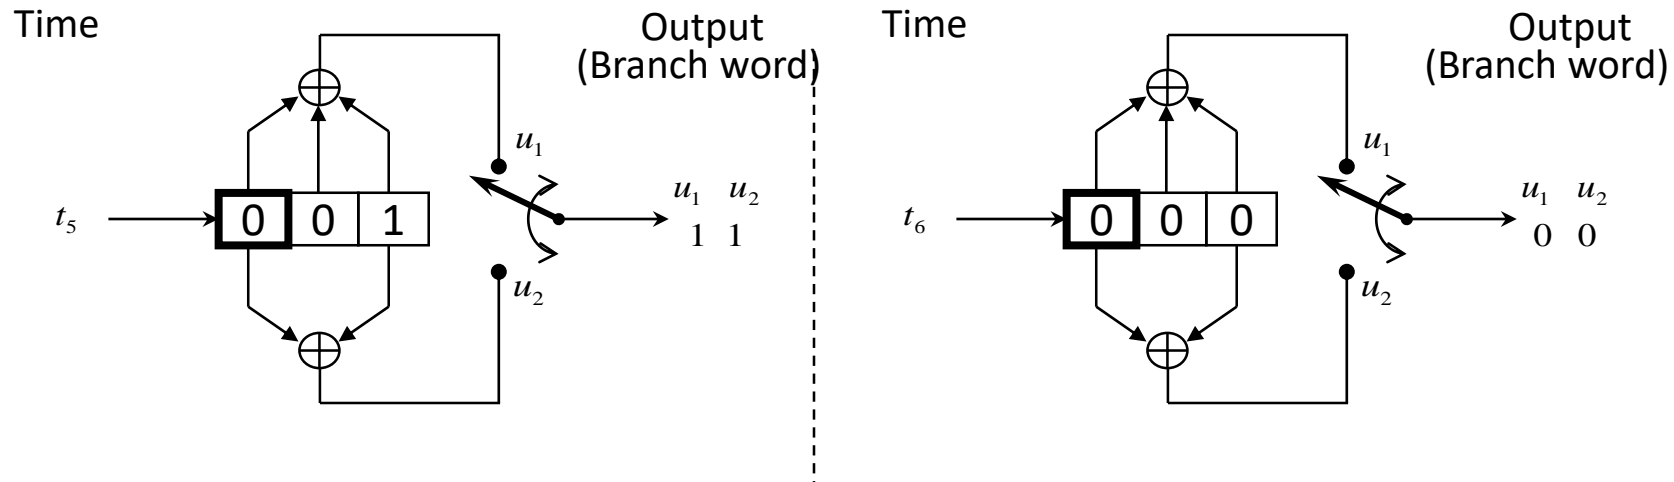 Time
Output
(Branch word)
u1
t5
0 0 1
u1 u2
1 1
u2
Time
Output
(Branch word)
u1
t6
0 0 0
u1 u2
0 0
u2